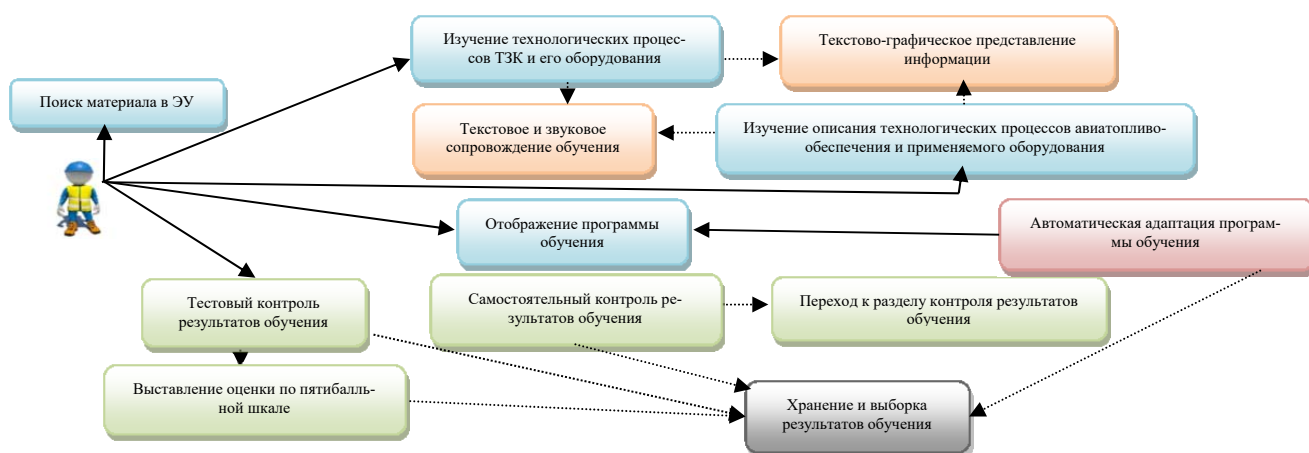 Изучение технологических процес-
сов ТЗК и его оборудования
Текстово-графическое представление
информации
Поиск материала в ЭУ
Текстовое и звуковое
сопровождение обучения
Изучение описания технологических процессов авиатопливо-
обеспечения и применяемого оборудования
Отображение программы
обучения
Автоматическая адаптация програм-
мы обучения
Тестовый контроль
результатов обучения
Самостоятельный контроль ре-
зультатов обучения
Переход к разделу контроля результатов
обучения
Выставление оценки по пятибалль-
ной шкале
Хранение и выборка
результатов обучения